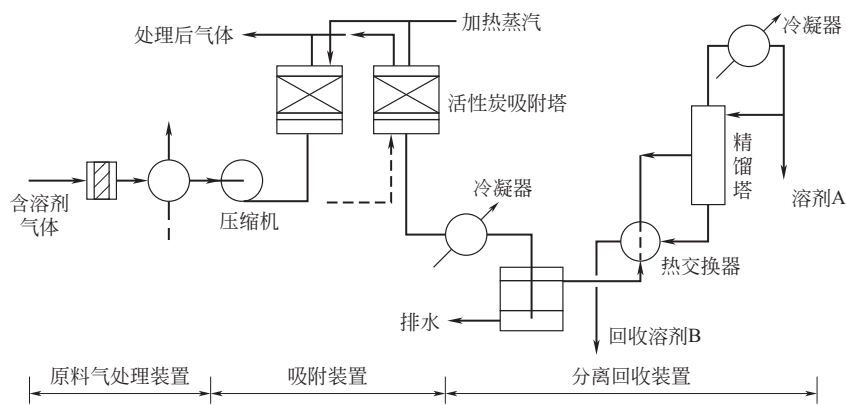 加热蒸汽
处理后气体
冷凝器
活性炭吸附塔
精
馏
塔
含溶剂
气体
压缩机
冷凝器
溶剂A
热交换器
排水
回收溶剂B
原料气处理装置
吸附装置
分离回收装置